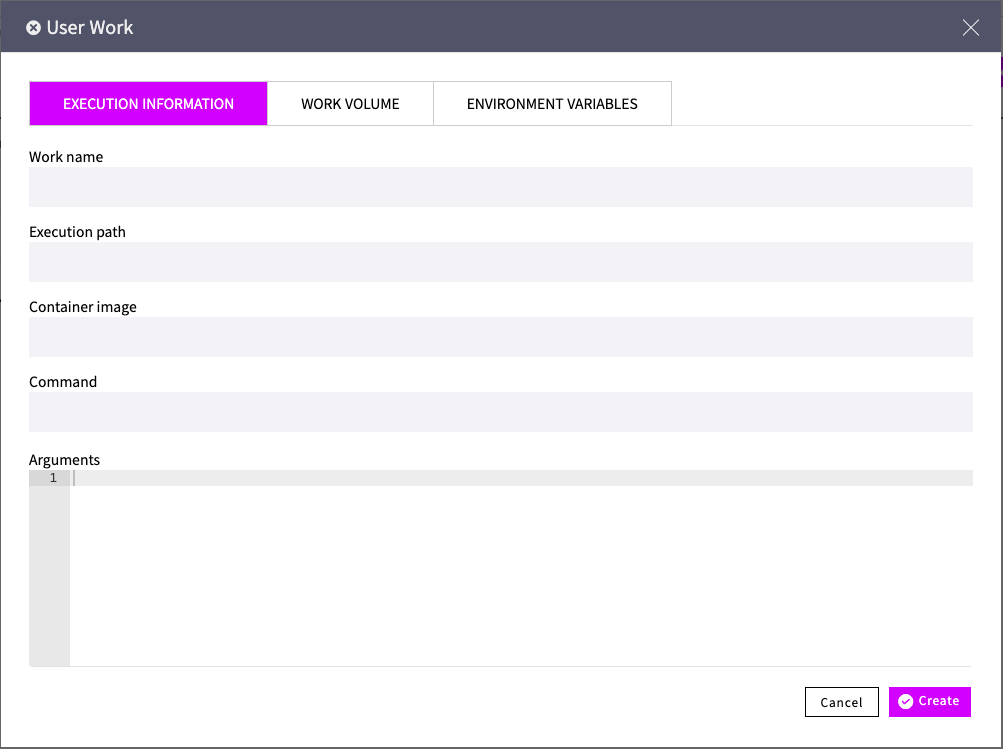 User Work
EXECUTION INFORMATION WORK VOLUME ENVIRONMENT VARIABLES
Work name
Execution path
Container image
Command
Arguments
1
Cancel Create